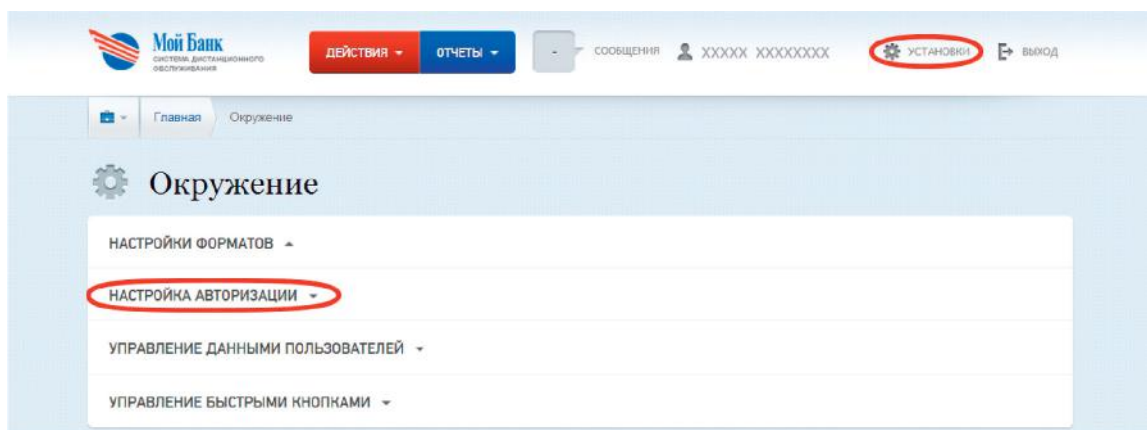 Мой Банк
СИСТЕМА ДИСТАНЦИОННОГО
ОБСЛУЖИВАНИЯ
ДЕЙСТВИЯ
ОТЧЕТЫ
-
СООБЩЕНИЯ
XXXXX XXXXXXXX
УСТАНОВКИ
ВЫХОД
Главная
Окружение
Окружение
НАСТРОЙКИ ФОРМАТОВ
НАСТРОЙКА АВТОРИЗАЦИИ
УПРАВЛЕНИЕ ДАННЫМИ ПОЛЬЗОВАТЕЛЕЙ
УПРАВЛЕНИЕ БЫСТРЫМИ КНОПКАМИ